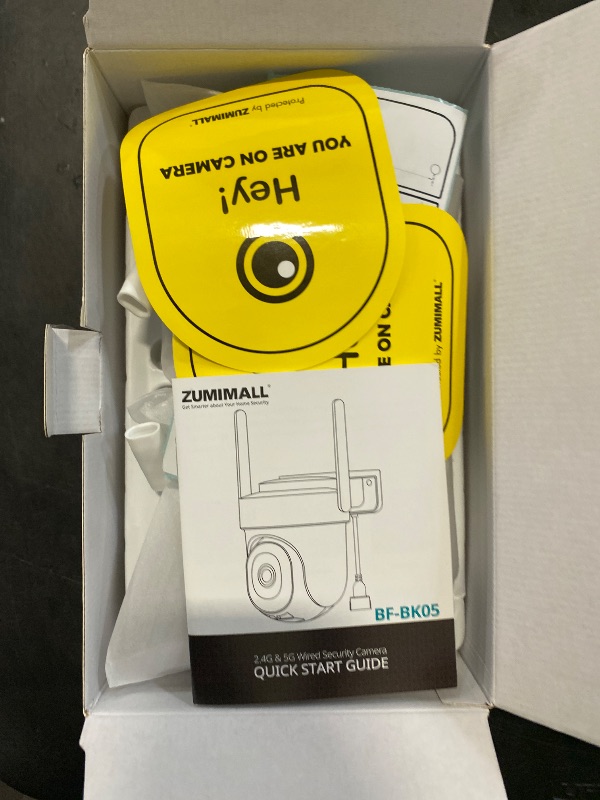 Protected by ZUMIMALL
YOU ARE ON CAMERA
Hey!
E ON C
d by ZUMIMALL
ZUMIMALL®
Get Smarter about Your Home Security
BF-BK05
2.4G & 5G Wired Security Camera
QUICK START GUIDE